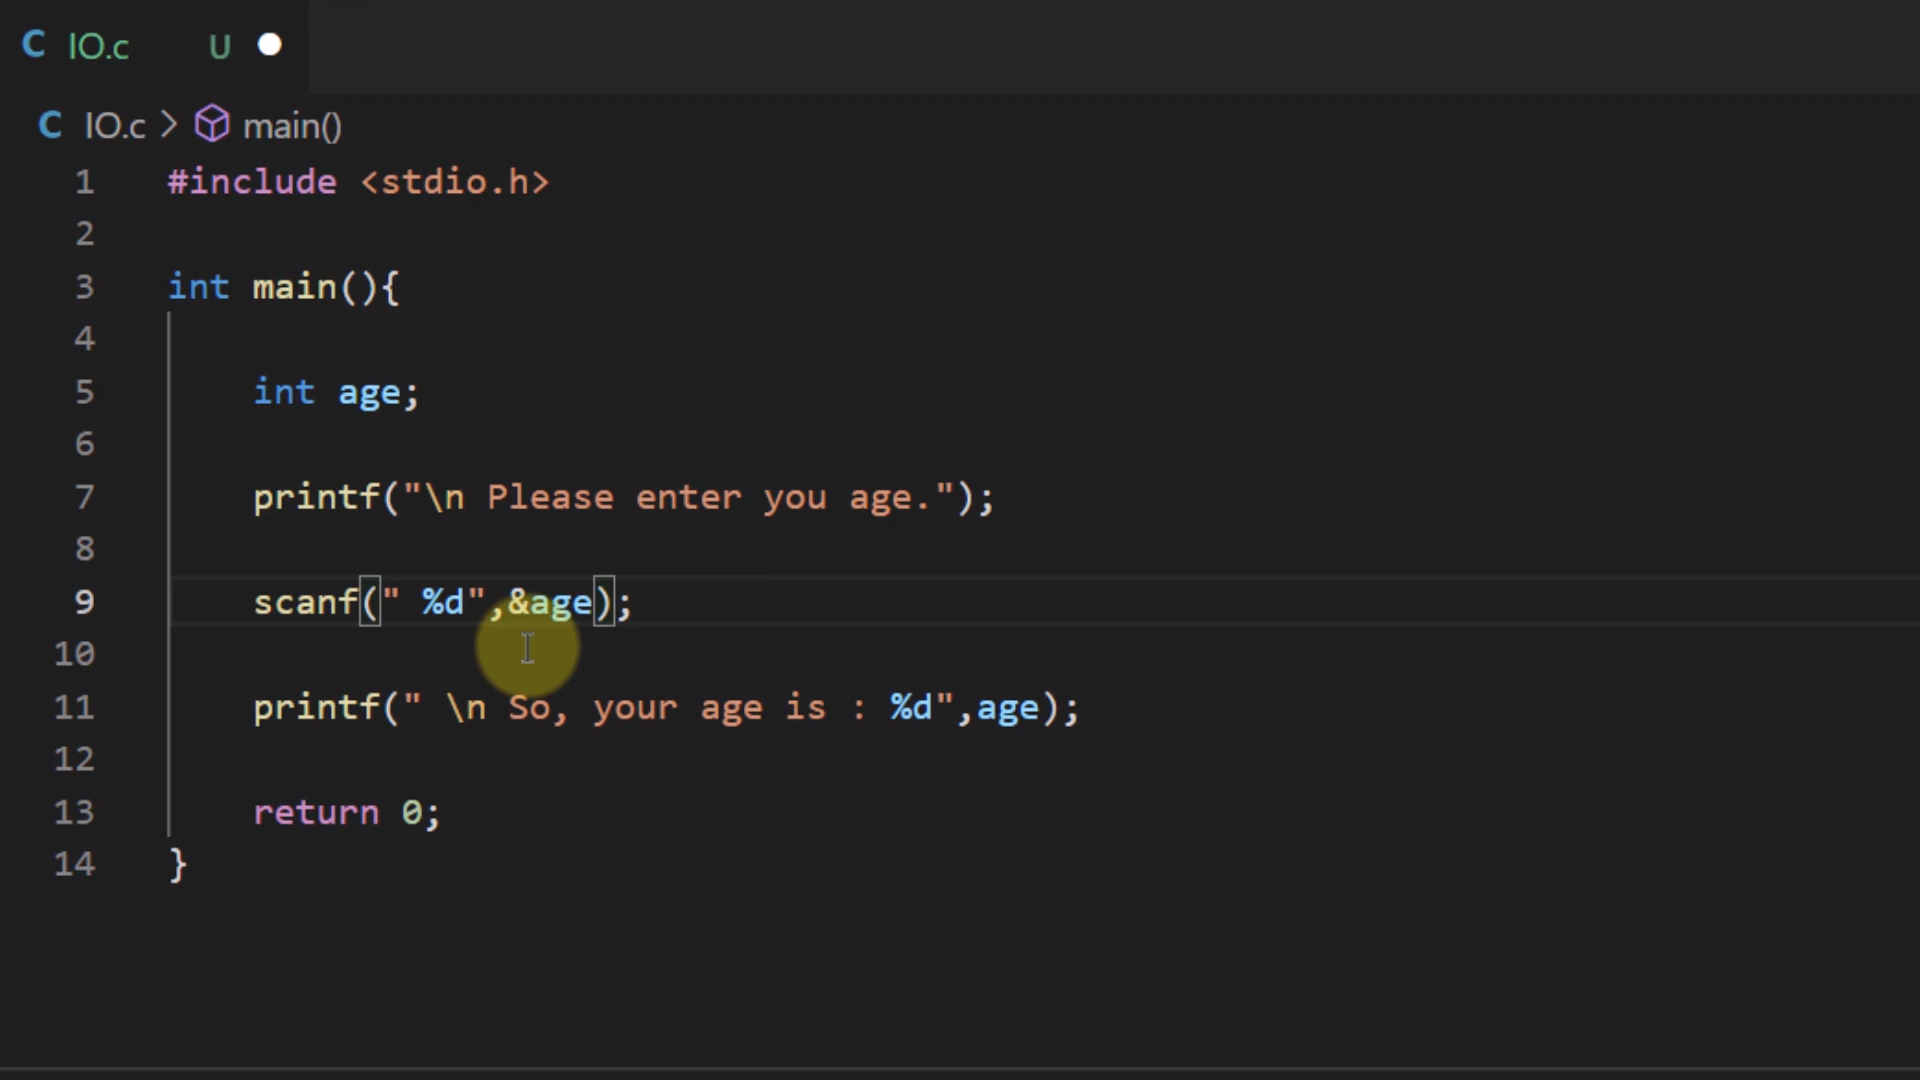 C IO.c U
C IO.c > main()
1 #include <stdio.h>
2
3 int main(){
4
5 int age;
6
7 printf("\n Please enter you age.");
8
9 scanf(" %d",&age);
10
11 printf(" \n So, your age is : %d",age);
12
13 return 0;
14 }